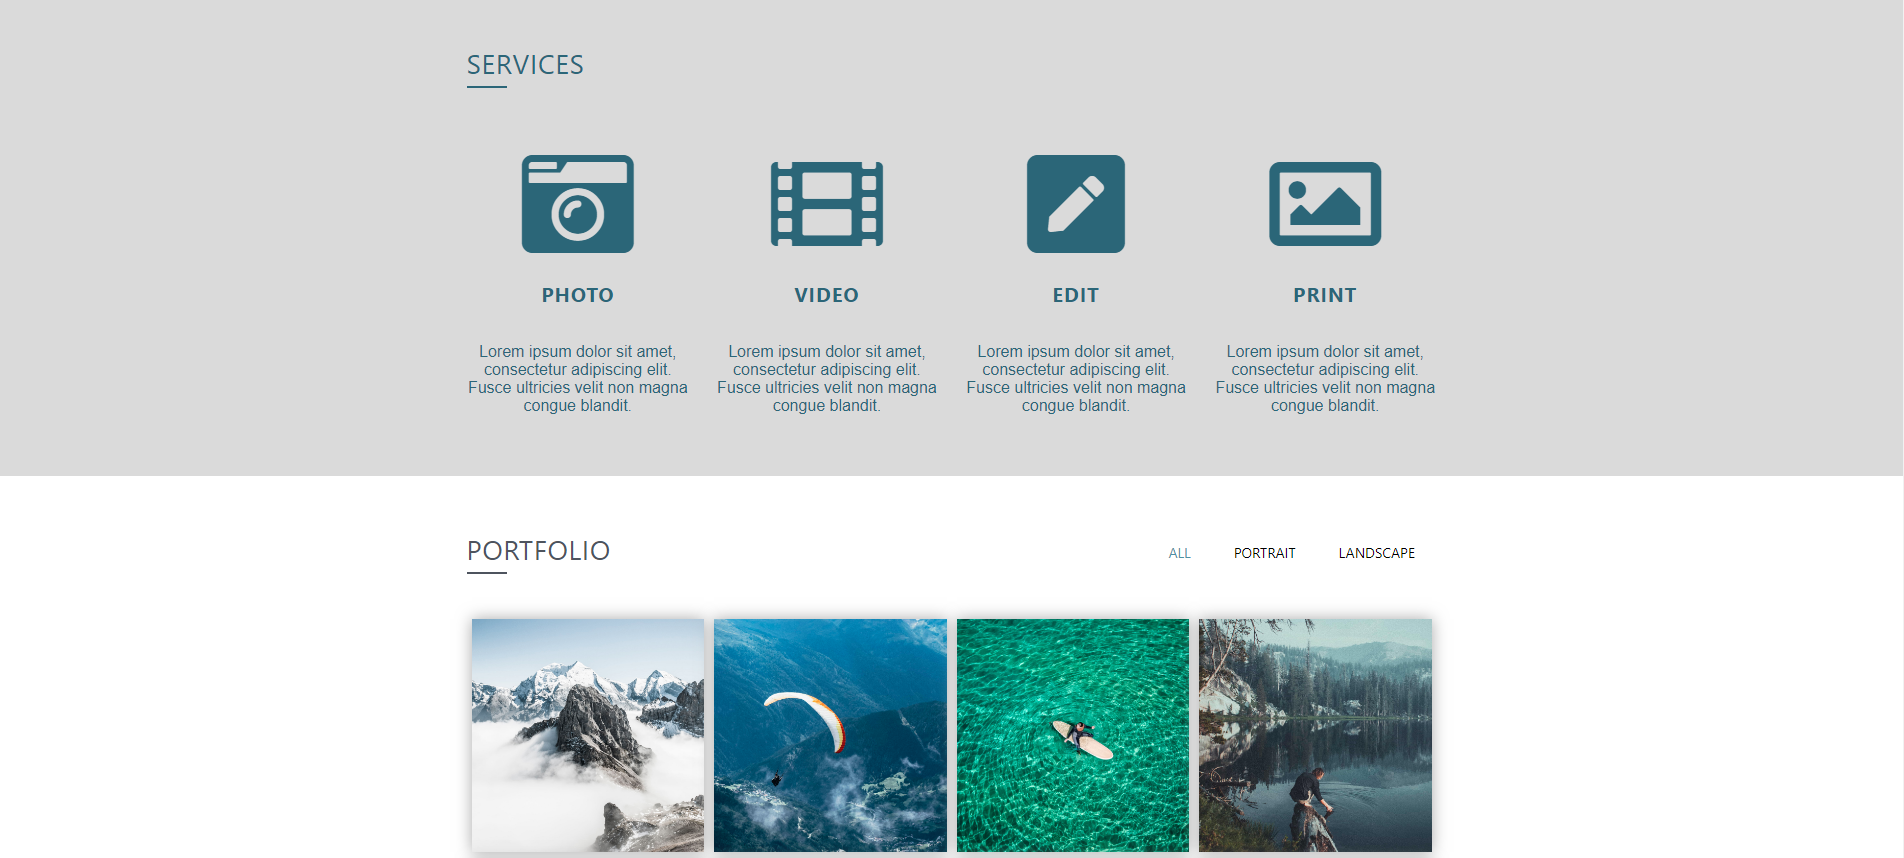 SERVICES
PHOTO
Lorem ipsum dolor sit amet,
consectetur adipiscing elit.
Fusce ultricies velit non magna
congue blandit.
VIDEO
Lorem ipsum dolor sit amet,
consectetur adipiscing elit.
Fusce ultricies velit non magna
congue blandit.
EDIT
Lorem ipsum dolor sit amet,
consectetur adipiscing elit.
Fusce ultricies velit non magna
congue blandit.
PRINT
Lorem ipsum dolor sit amet,
consectetur adipiscing elit.
Fusce ultricies velit non magna
congue blandit.
PORTFOLIO
ALL PORTRAIT LANDSCAPE